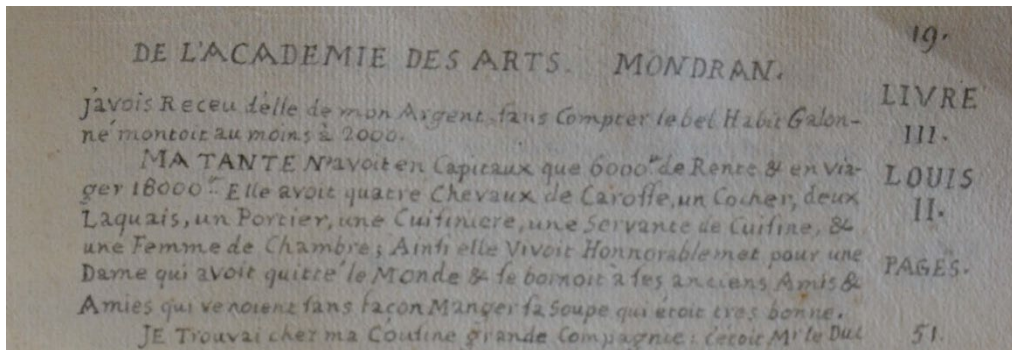 19.
DE L'ACADEMIE DES ARTS. MONDRAN.
LIVRE
III.
LOUIS
II.
PAGES.
51.
j'avois Receu d'elle de mon Argent, sans Compter le bel Habit Galon-
né montoit au moins à 2000.
MA TANTE N'avoit en Capitaux que 6000 tt de Rente & en via-
ger 18000 tt Elle avoit quatre Chevaux de Carosse, un Cocher, deux
Laquais, un Portier, une Cuisiniere, une Servante de Cuisine, &
une Femme de Chambre; Ainsi elle Vivoit Honnorablemet pour une
Dame qui avoit quitté le Monde & se bornoit à ses anciens Amis &
Amies qui venoient sans façon Manger sa Soupe qui étoit tres bonne.
JE Trouvai chez ma Cousine grande Compagnie: c'étoit Mr le Duc